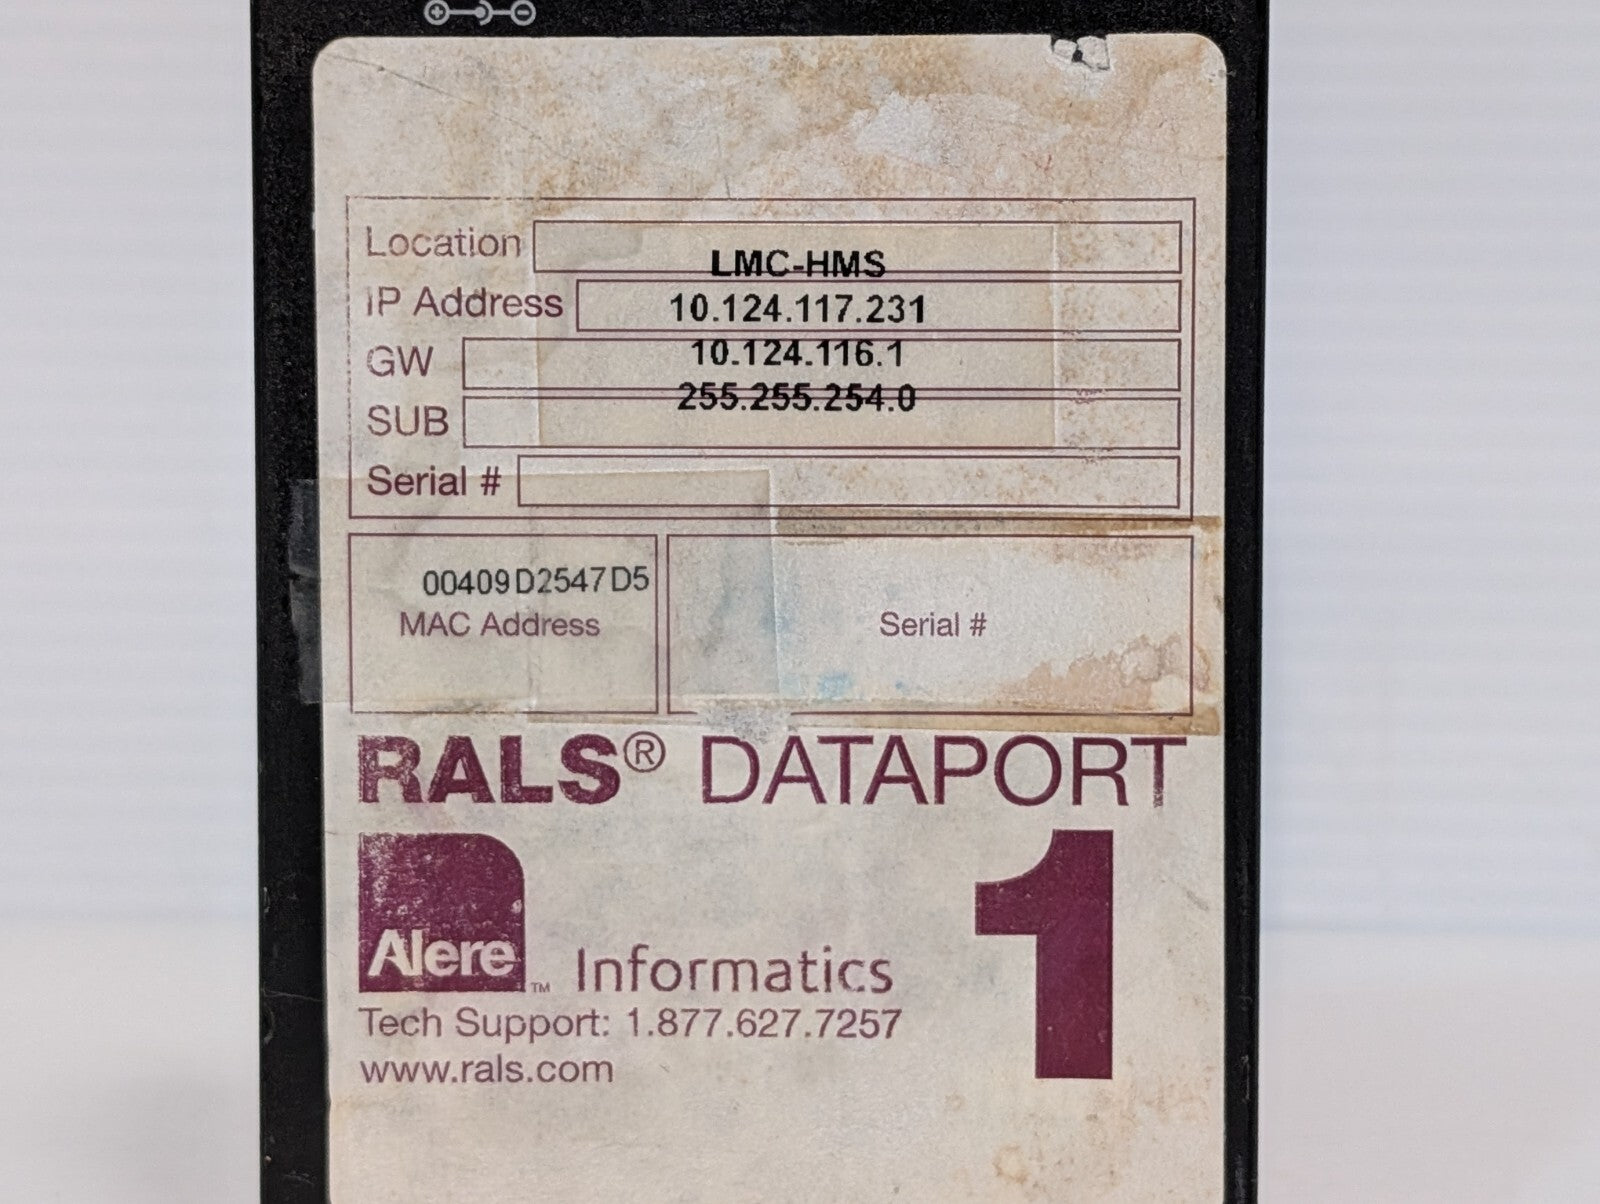 Location LMC-HMS
IP Address 10.124.117.231
GW 10.124.116.1
SUB 255.255.254.0
Serial #
00409D2547D5
MAC Address
Serial #
RALS® DATAPORT
1
Alere™ Informatics
Tech Support: 1.877.627.7257
www.rals.com